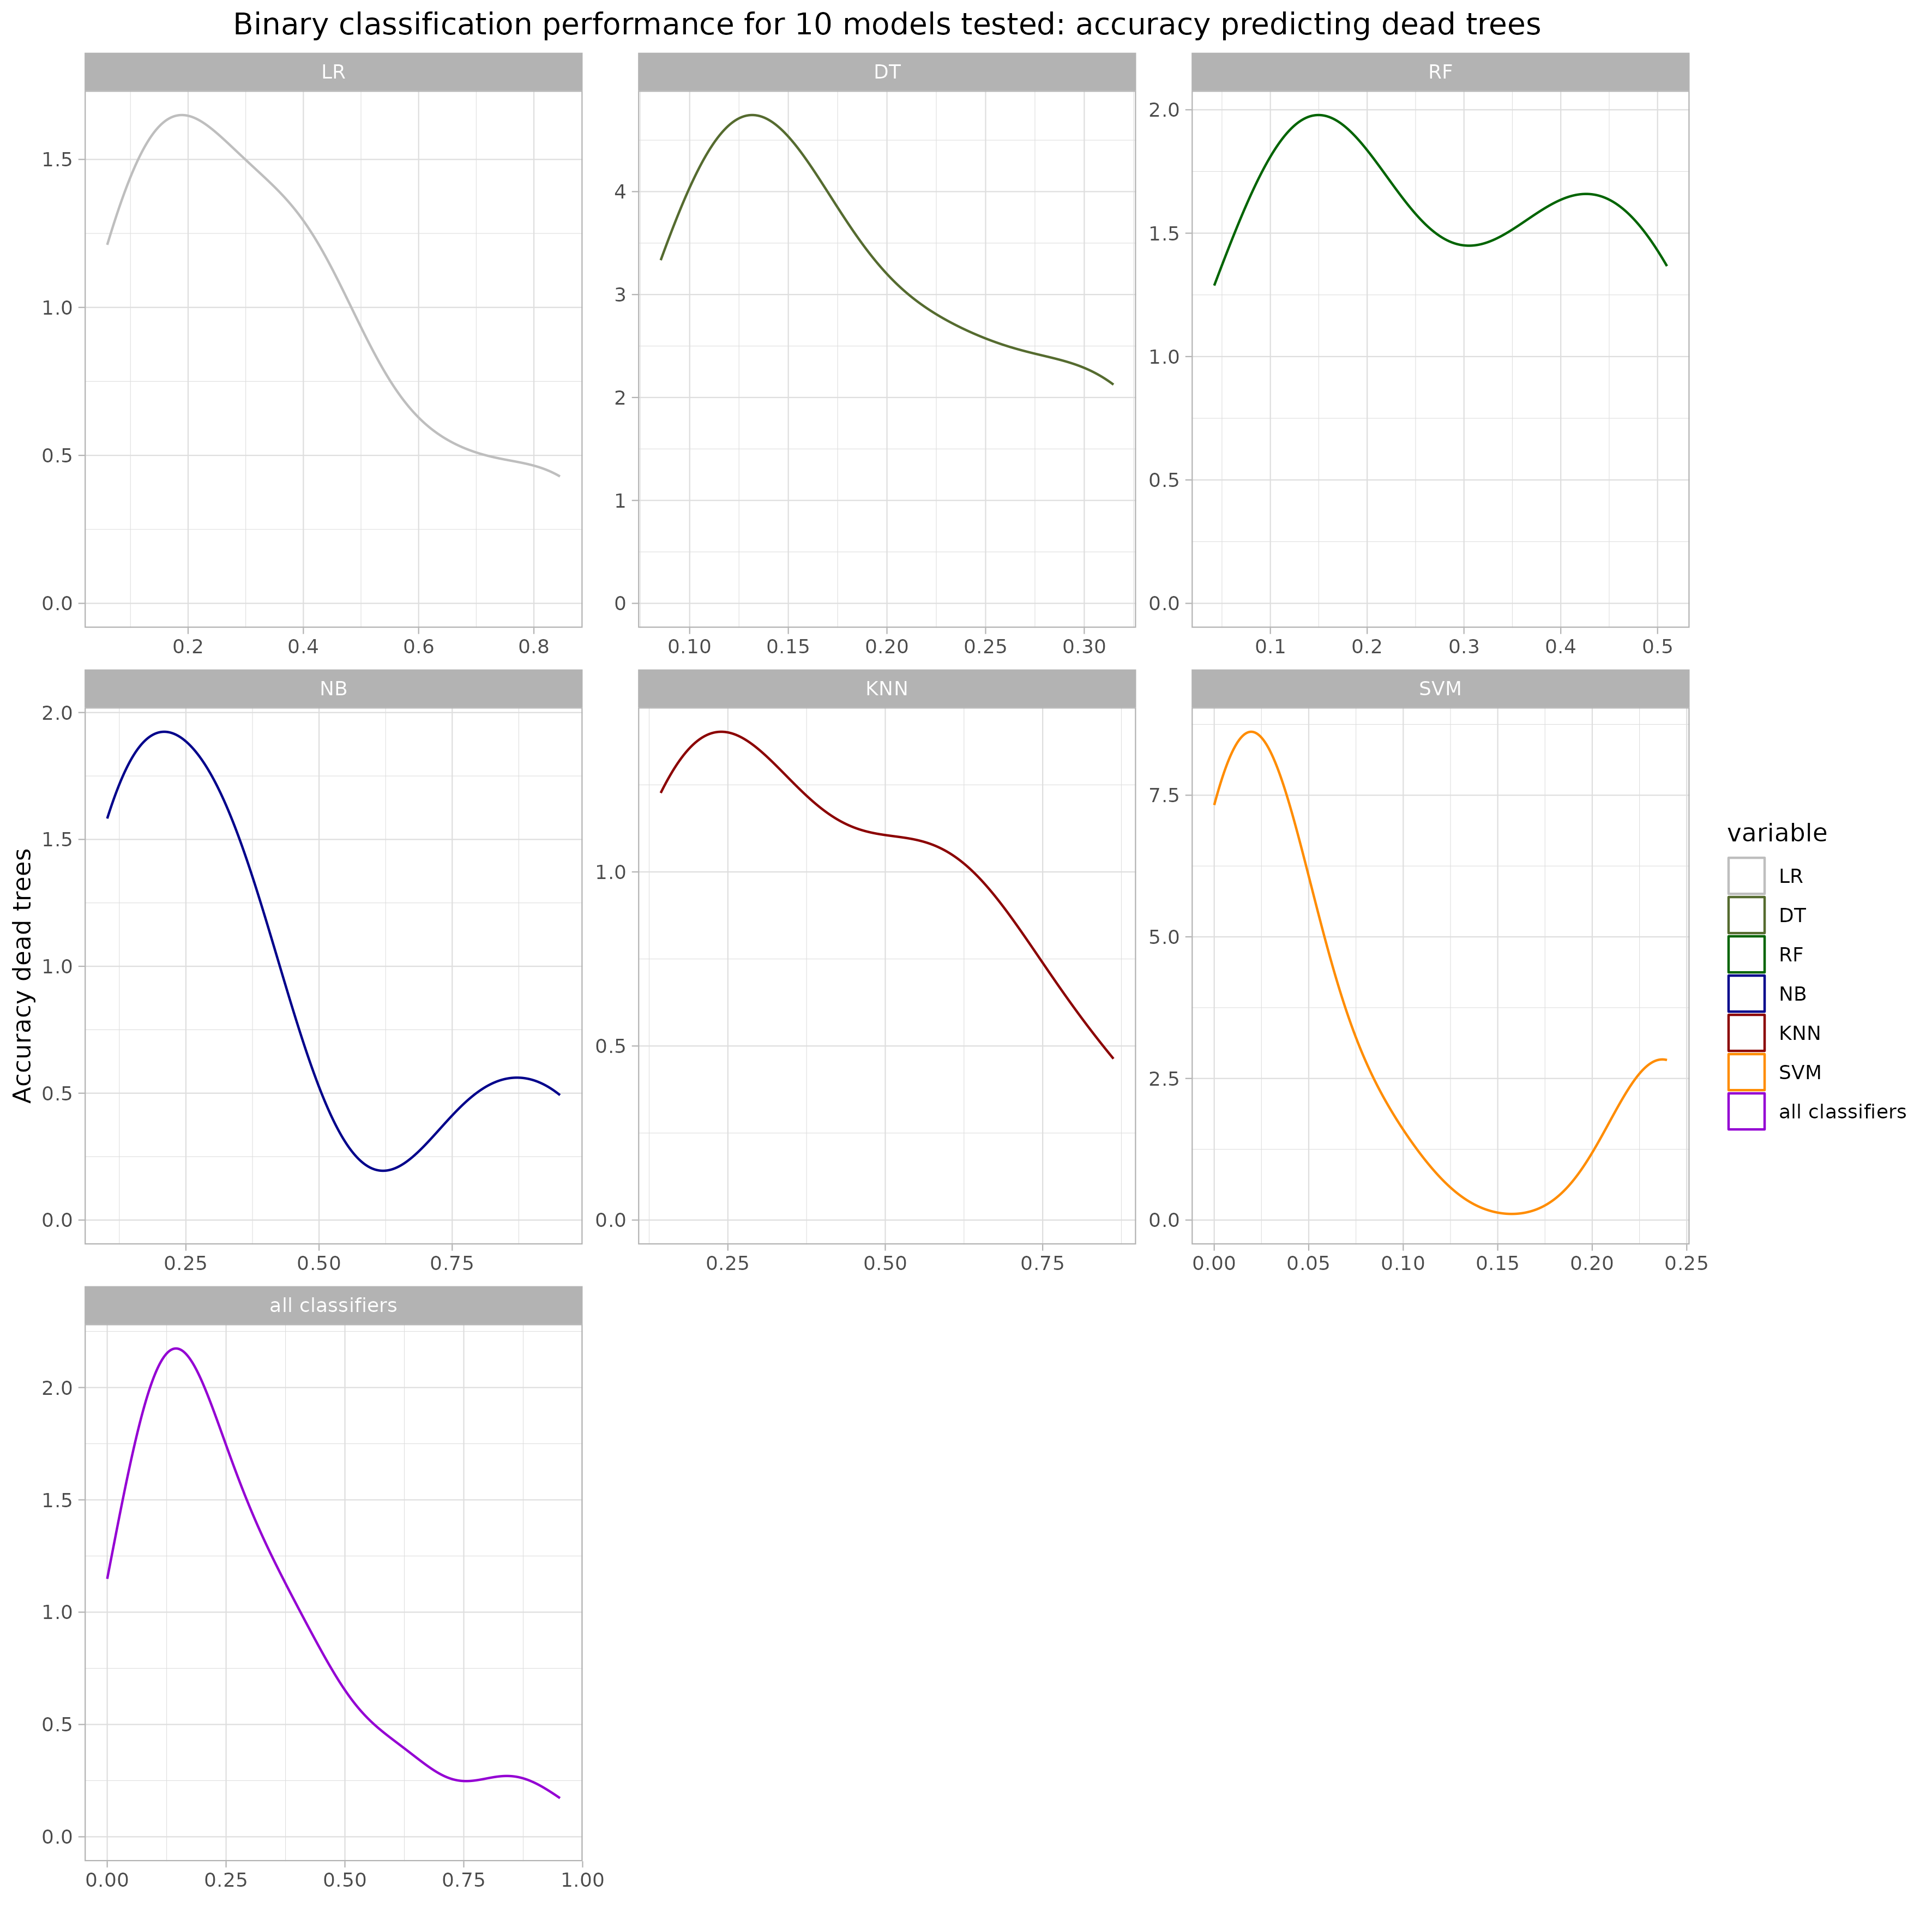 Binary classification performance for 10 models tested: accuracy predicting dead trees
LR
DT
RF
1.5
1.0
0.5
0.0
0.2 0.4 0.6 0.8
4
3
2
1
0
0.10 0.15 0.20 0.25 0.30
2.0
1.5
1.0
0.5
0.0
0.1 0.2 0.3 0.4 0.5
NB
KNN
SVM
Accuracy dead trees
2.0
1.5
1.0
0.5
0.0
0.25 0.50 0.75
1.0
0.5
0.0
0.25 0.50 0.75
7.5
5.0
2.5
0.0
0.00 0.05 0.10 0.15 0.20 0.25
all classifiers
2.0
1.5
1.0
0.5
0.0
0.00 0.25 0.50 0.75 1.00
variable
LR
DT
RF
NB
KNN
SVM
all classifiers